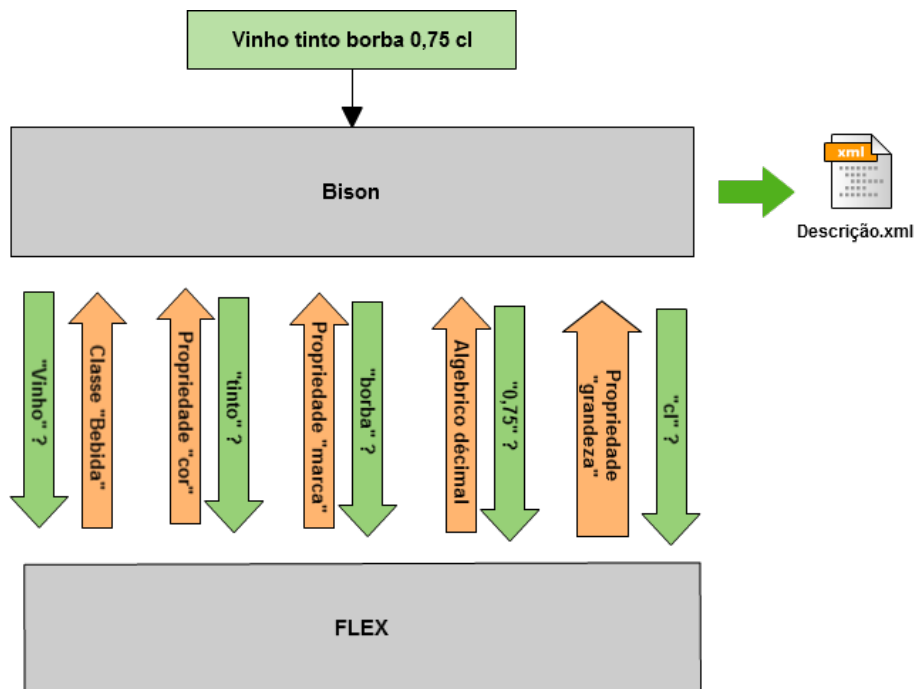 Vinho tinto borba 0,75 cl
Bison
xml
Descrição.xml
"Vinho" ?
Classe "Bebida"
Propriedade "cor"
"tinto" ?
Propriedade "marca"
"borba" ?
Algebrico décimal
"0,75" ?
Propriedade
"grandeza"
"cl" ?
FLEX